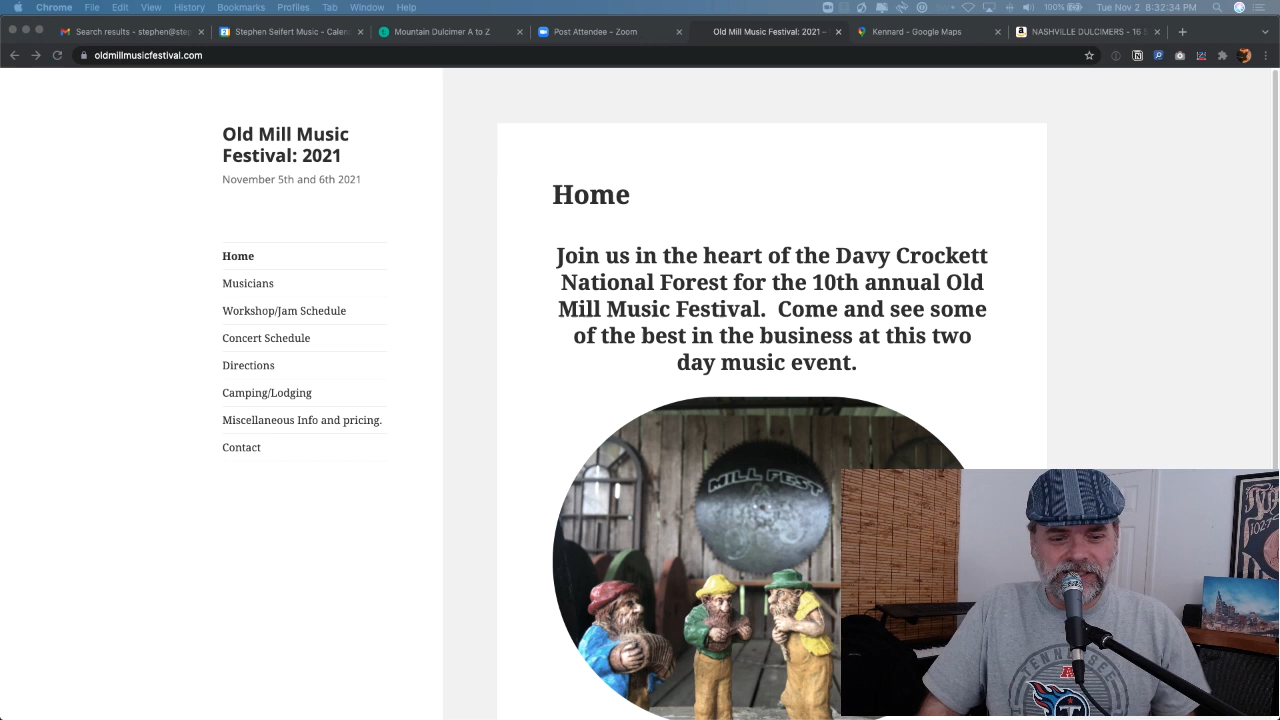 Chrome File Edit View History Bookmarks Profiles Tab Window Help 100% Tue Nov 2 8:32:34 PM
Search results - stephen@step Stephen Seifert Music - Calen Mountain Dulcimer A to Z Post Attendee - Zoom Old Mill Music Festival: 2021 - Kennard - Google Maps NASHVILLE DULCIMERS - 16 S
oldmillmusicfestival.com
Old Mill Music
Festival: 2021
November 5th and 6th 2021
Home
Musicians
Workshop/Jam Schedule
Concert Schedule
Directions
Camping/Lodging
Miscellaneous Info and pricing.
Contact
Home
Join us in the heart of the Davy Crockett
National Forest for the 10th annual Old
Mill Music Festival. Come and see some
of the best in the business at this two
day music event.
MILL FEST
TENNESSEE